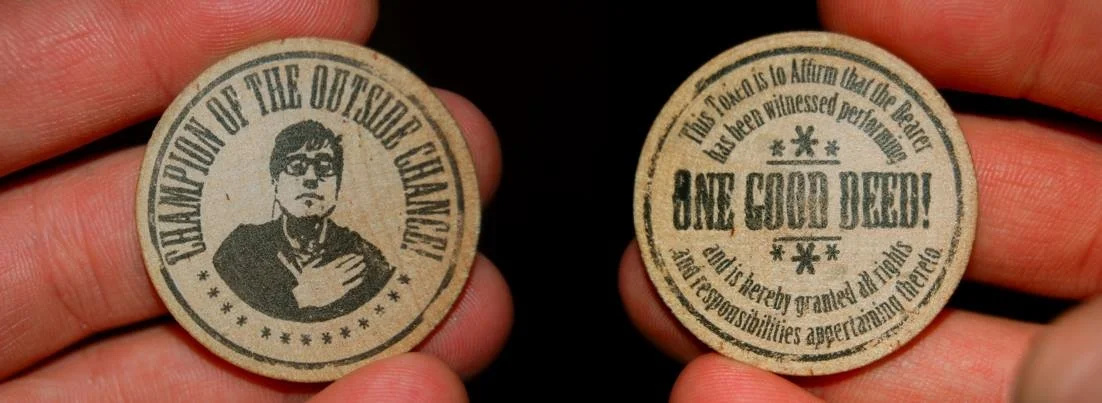 CHAMPION OF THE OUTSIDE CHANCE!
This Token is to Affirm that the Bearer
has been witnessed performing
ONE GOOD DEED!
and is hereby granted all rights
and responsibilities appertaining thereto